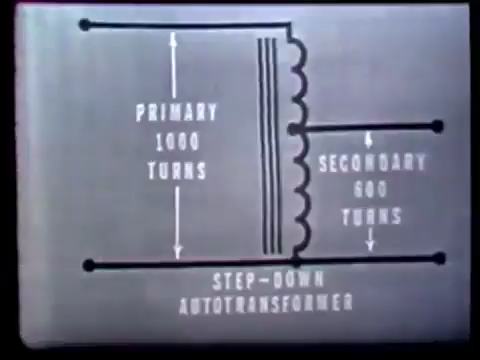 PRIMARY
1000
TURNS
SECONDARY
600
TURNS
STEP-DOWN
AUTOTRANSFORMER